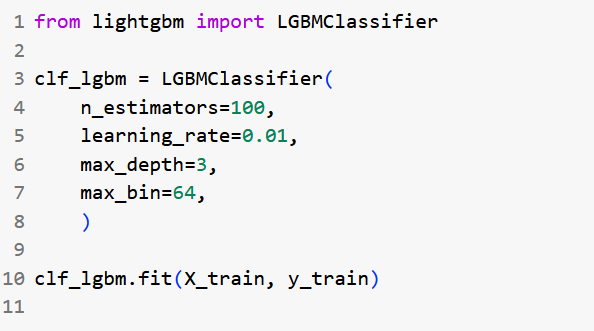 1 from lightgbm import LGBMClassifier
2
3 clf_lgbm = LGBMClassifier(
4     n_estimators=100,
5     learning_rate=0.01,
6     max_depth=3,
7     max_bin=64,
8     )
9
10 clf_lgbm.fit(X_train, y_train)
11